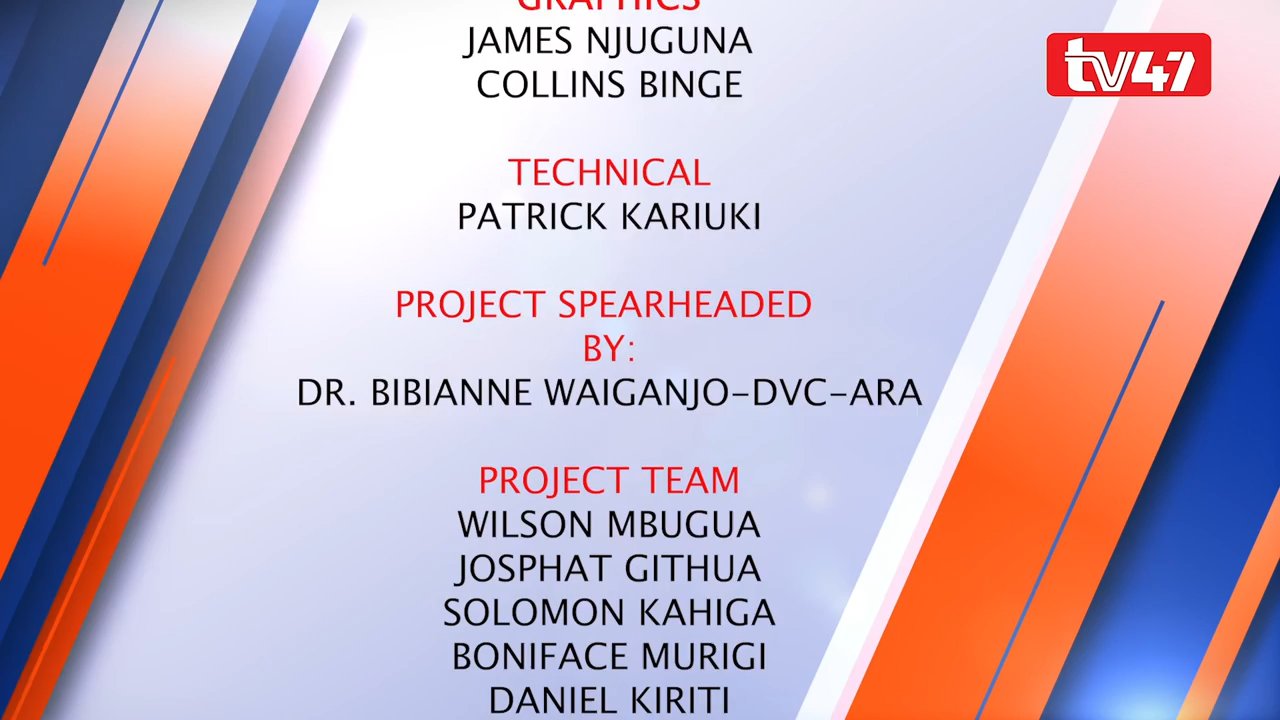 GRAPHICS
JAMES NJUGUNA
COLLINS BINGE
tv47
TECHNICAL
PATRICK KARIUKI
PROJECT SPEARHEADED
BY:
DR. BIBIANNE WAIGANJO-DVC-ARA
PROJECT TEAM
WILSON MBUGUA
JOSPHAT GITHUA
SOLOMON KAHIGA
BONIFACE MURIGI
DANIEL KIRITI